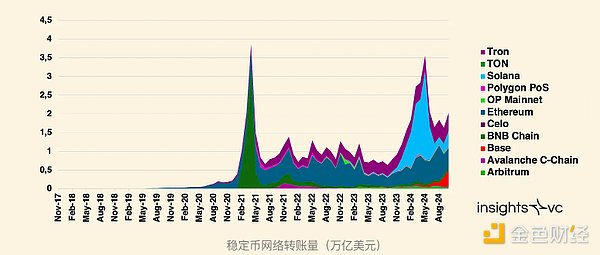 4,5
4
3,5
3
2,5
2
1,5
1
0,5
0
Nov-17
Feb-18
May-18
Aug-18
Nov-18
Feb-19
May-19
Aug-19
Nov-19
Feb-20
May-20
Aug-20
Nov-20
Feb-21
May-21
Aug-21
Nov-21
Feb-22
May-22
Aug-22
Nov-22
Feb-23
May-23
Aug-23
Nov-23
Feb-24
May-24
Aug-24
Tron
TON
Solana
Polygon PoS
OP Mainnet
Ethereum
Celo
BNB Chain
Base
Avalanche C-Chain
Arbitrum
insights vc
稳定币网络转账量（万亿美元）
金色财经